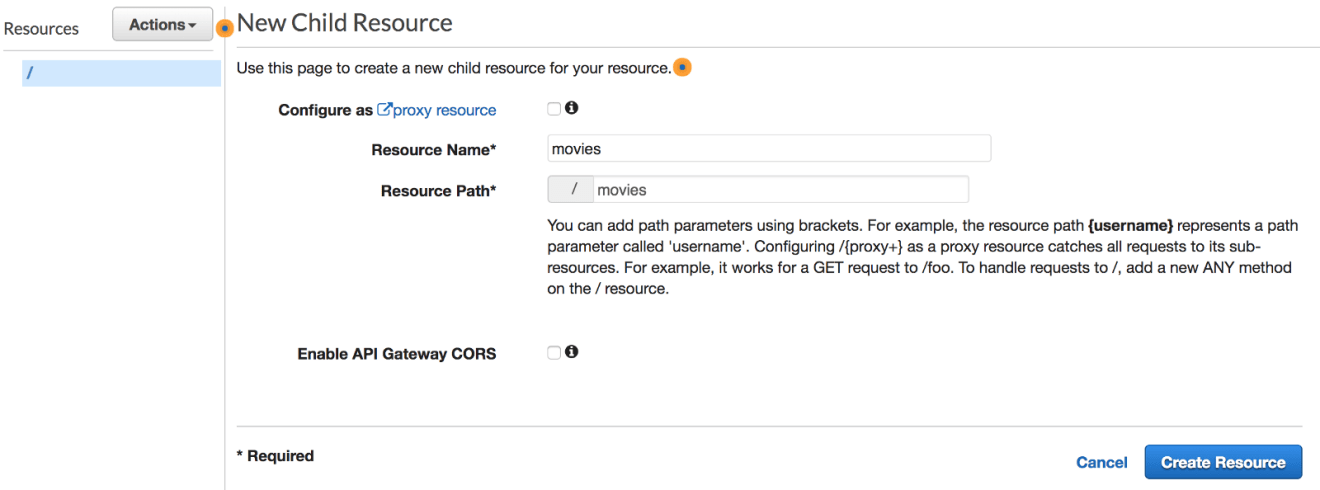 Resources
Actions
/
New Child Resource
Use this page to create a new child resource for your resource.
Configure as proxy resource
Resource Name* movies
Resource Path* / movies
You can add path parameters using brackets. For example, the resource path {username} represents a path
parameter called 'username'. Configuring /{proxy+} as a proxy resource catches all requests to its sub-
resources. For example, it works for a GET request to /foo. To handle requests to /, add a new ANY method
on the / resource.
Enable API Gateway CORS
* Required
Cancel
Create Resource